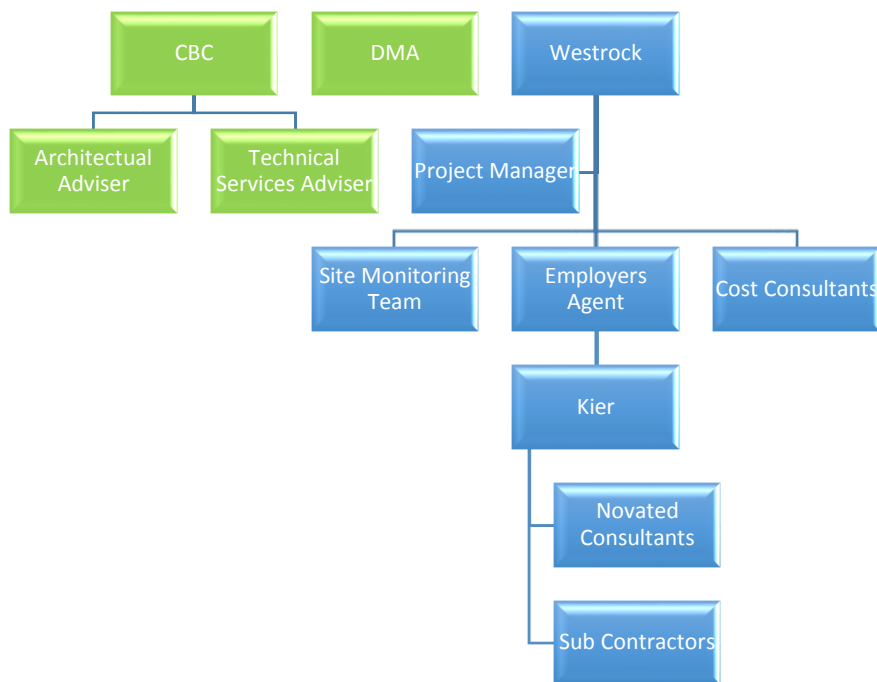 CBC
DMA
Westrock
Architectual
Adviser
Technical
Services Adviser
Project Manager
Site Monitoring
Team
Employers
Agent
Cost Consultants
Kier
Novated
Consultants
Sub Contractors